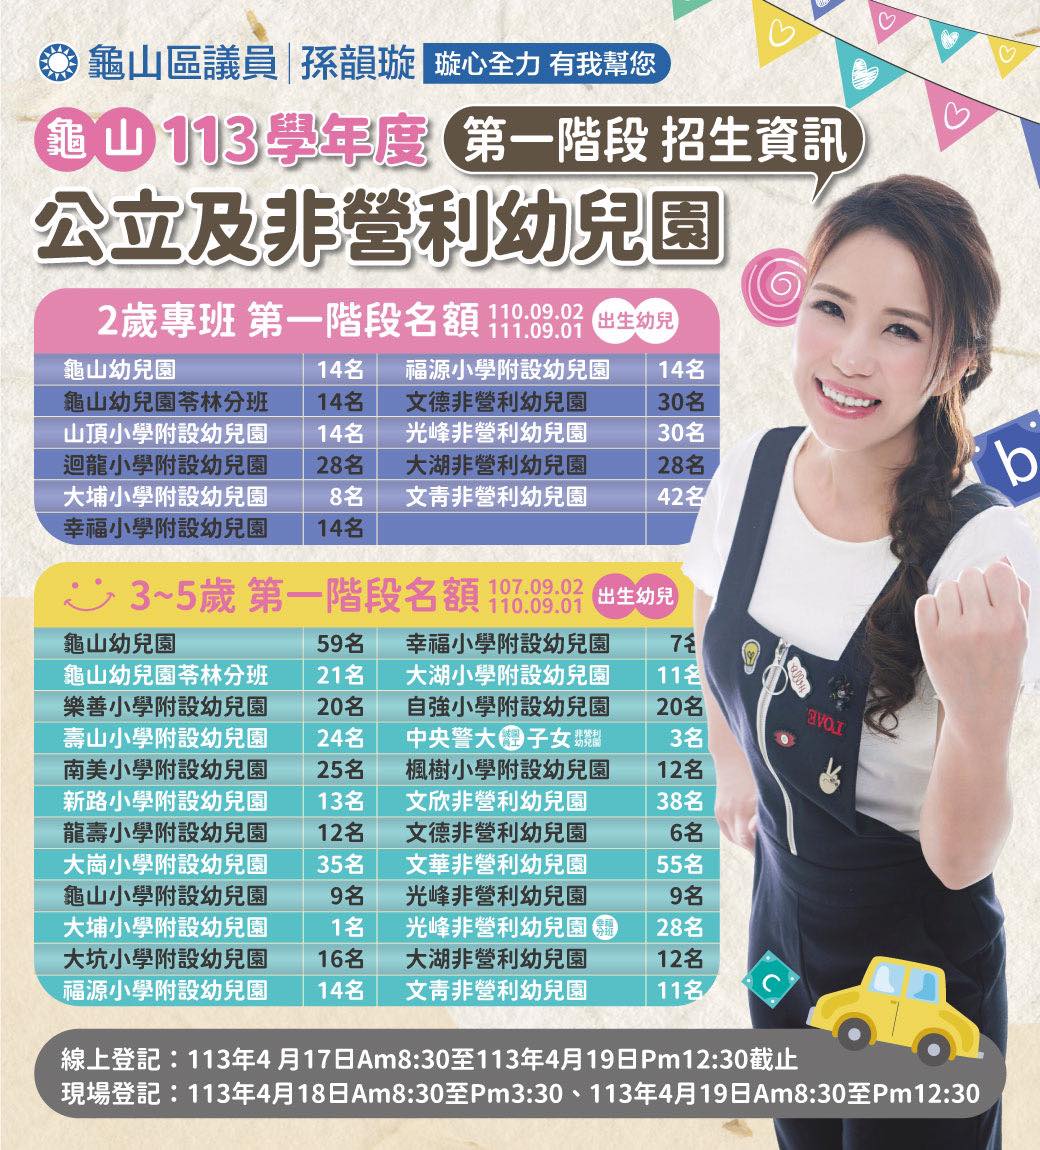 龜山區議員 孫韻璇 璇心全力 有我幫您
龜山113學年度 第一階段 招生資訊
公立及非營利幼兒園
2歲專班 第一階段名額 110.09.02 111.09.01 出生幼兒
龜山幼兒園 14名 福源小學附設幼兒園 14名
龜山幼兒園苓林分班 14名 文德非營利幼兒園 30名
山頂小學附設幼兒園 14名 光峰非營利幼兒園 30名
迴龍小學附設幼兒園 28名 大湖非營利幼兒園 28名
大埔小學附設幼兒園 8名 文青非營利幼兒園 42名
幸福小學附設幼兒園 14名
3~5歲 第一階段名額 107.09.02 110.09.01 出生幼兒
龜山幼兒園 59名 幸福小學附設幼兒園 7名
龜山幼兒園苓林分班 21名 大湖小學附設幼兒園 11名
樂善小學附設幼兒園 20名 自強小學附設幼兒園 20名
壽山小學附設幼兒園 24名 中央警大誠園員工子女非營利幼兒園 3名
南美小學附設幼兒園 25名 楓樹小學附設幼兒園 12名
新路小學附設幼兒園 13名 文欣非營利幼兒園 38名
龍壽小學附設幼兒園 12名 文德非營利幼兒園 6名
大崗小學附設幼兒園 35名 文華非營利幼兒園 55名
龜山小學附設幼兒園 9名 光峰非營利幼兒園 9名
大埔小學附設幼兒園 1名 光峰非營利幼兒園 幸福分班 28名
大坑小學附設幼兒園 16名 大湖非營利幼兒園 12名
福源小學附設幼兒園 14名 文青非營利幼兒園 11名
線上登記：113年4月17日Am8:30至113年4月19日Pm12:30截止
現場登記：113年4月18日Am8:30至Pm3:30、113年4月19日Am8:30至Pm12:30
b
c